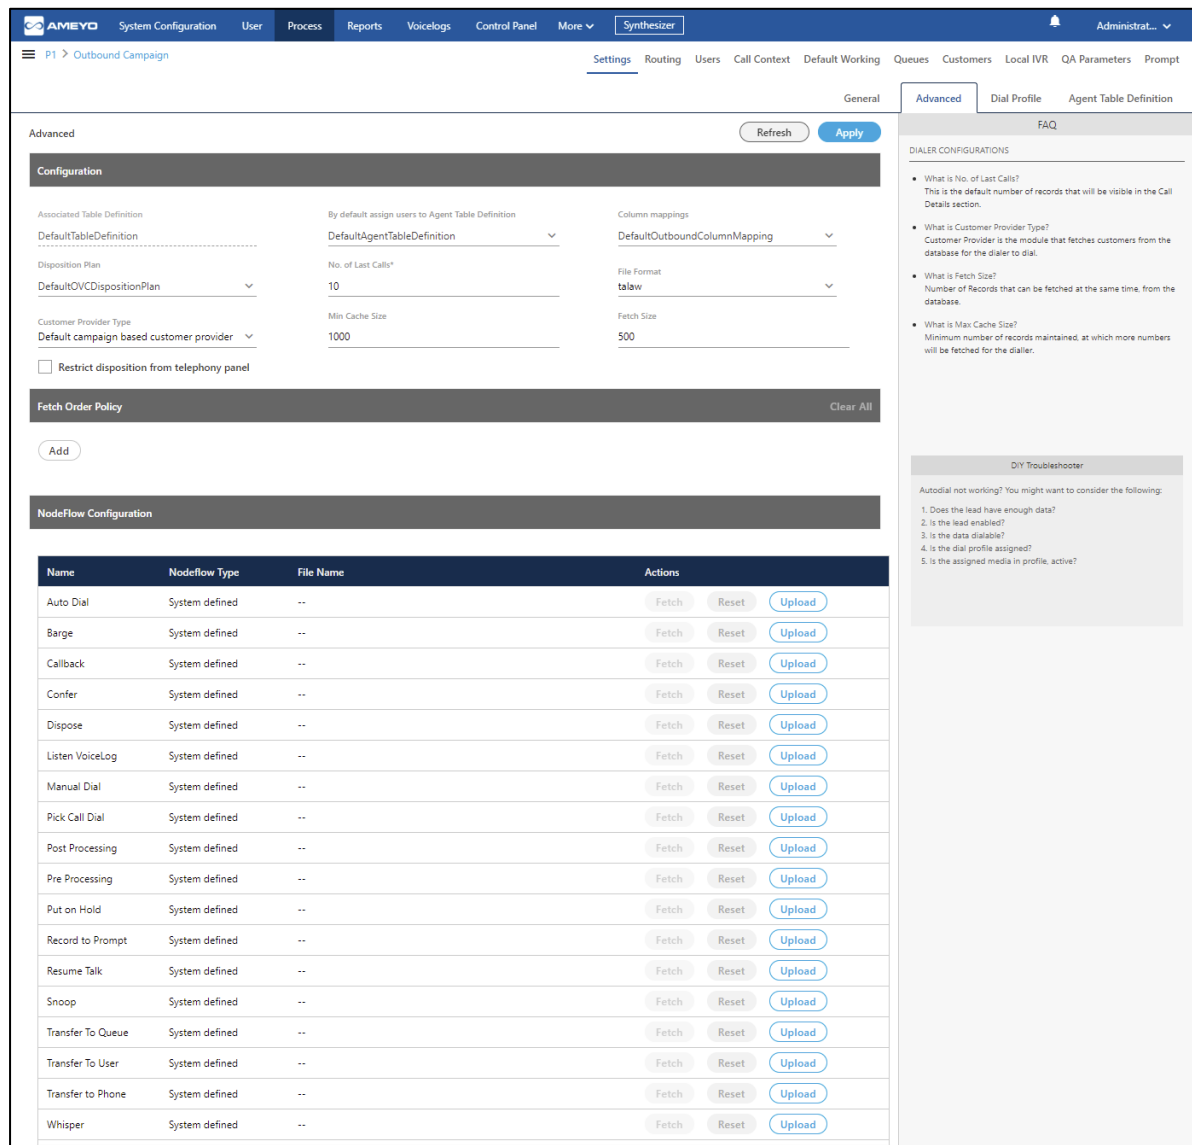 AMEYO System Configuration User Process Reports Voicelogs Control Panel More Synthesizer Administrat...
P1 > Outbound Campaign
Settings Routing Users Call Context Default Working Queues Customers Local IVR QA Parameters Prompt
General Advanced Dial Profile Agent Table Definition
Advanced Refresh Apply
Configuration
Associated Table Definition By default assign users to Agent Table Definition Column mappings
DefaultTableDefinition DefaultAgentTableDefinition DefaultOutboundColumnMapping
Disposition Plan No. of Last Calls* File Format
DefaultOVCDispositionPlan 10 talaw
Customer Provider Type Min Cache Size Fetch Size
Default campaign based customer provider 1000 500
Restrict disposition from telephony panel
Fetch Order Policy Clear All
Add
NodeFlow Configuration
Name Nodeflow Type File Name Actions
Auto Dial System defined -- Fetch Reset Upload
Barge System defined -- Fetch Reset Upload
Callback System defined -- Fetch Reset Upload
Confer System defined -- Fetch Reset Upload
Dispose System defined -- Fetch Reset Upload
Listen VoiceLog System defined -- Fetch Reset Upload
Manual Dial System defined -- Fetch Reset Upload
Pick Call Dial System defined -- Fetch Reset Upload
Post Processing System defined -- Fetch Reset Upload
Pre Processing System defined -- Fetch Reset Upload
Put on Hold System defined -- Fetch Reset Upload
Record to Prompt System defined -- Fetch Reset Upload
Resume Talk System defined -- Fetch Reset Upload
Snoop System defined -- Fetch Reset Upload
Transfer To Queue System defined -- Fetch Reset Upload
Transfer To User System defined -- Fetch Reset Upload
Transfer to Phone System defined -- Fetch Reset Upload
Whisper System defined -- Fetch Reset Upload
FAQ
DIALER CONFIGURATIONS
• What is No. of Last Calls?
This is the default number of records that will be visible in the Call
Details section.
• What is Customer Provider Type?
Customer Provider is the module that fetches customers from the
database for the dialer to dial.
• What is Fetch Size?
Number of Records that can be fetched at the same time, from the
database.
• What is Max Cache Size?
Minimum number of records maintained, at which more numbers
will be fetched for the dialler.
DIY Troubleshooter
Autodial not working? You might want to consider the following:
1. Does the lead have enough data?
2. Is the lead enabled?
3. Is the data dialable?
4. Is the dial profile assigned?
5. Is the assigned media in profile, active?